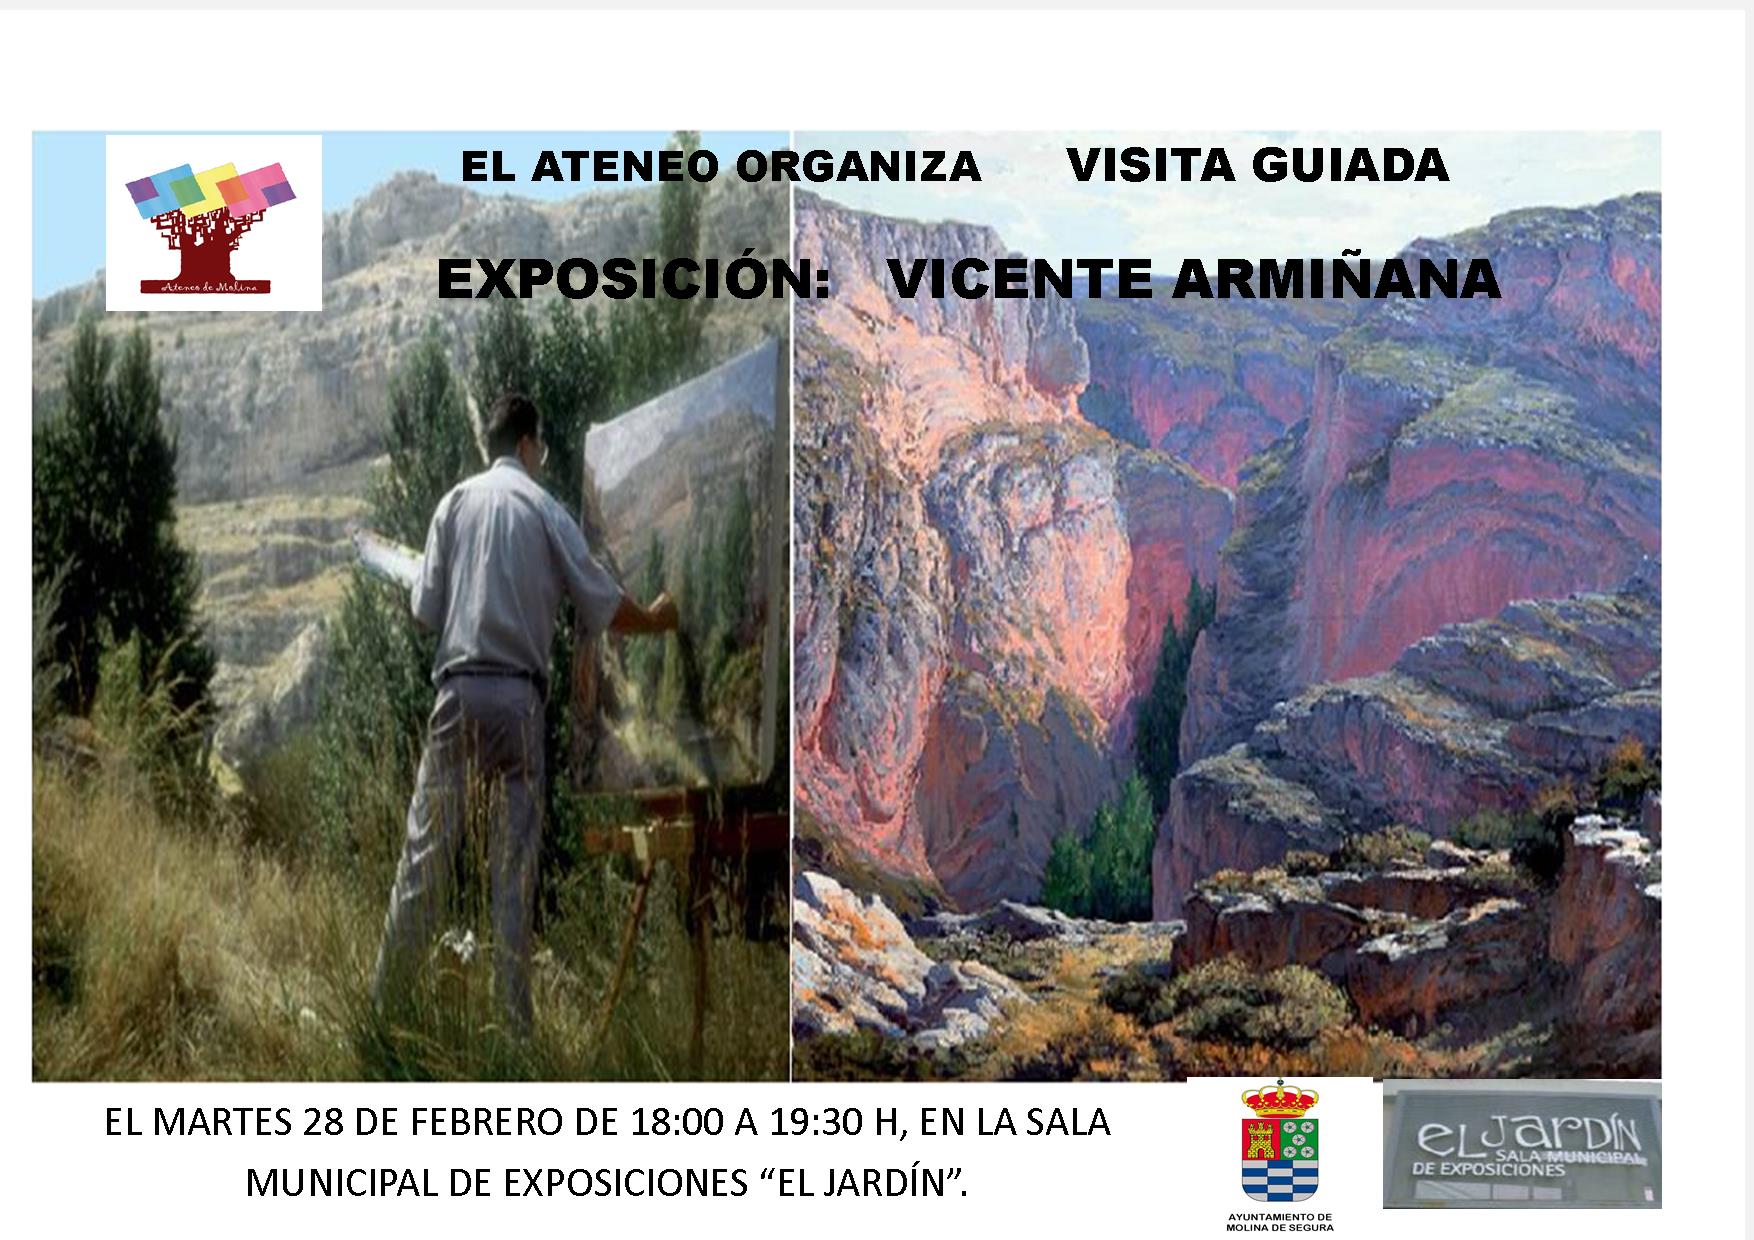 EL ATENEO ORGANIZA VISITA GUIADA
EXPOSICIÓN: VICENTE ARMIÑANA
Ateneo de Molina
EL MARTES 28 DE FEBRERO DE 18:00 A 19:30 H, EN LA SALA
MUNICIPAL DE EXPOSICIONES “EL JARDÍN”.
AYUNTAMIENTO DE
MOLINA DE SEGURA
eL JarDÍN
SALA MUNICIPAL
DE EXPOSICIONES